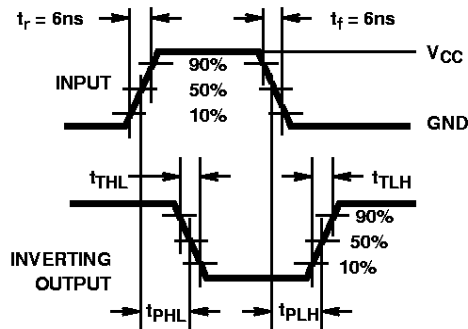 tr = 6ns
tf = 6ns
VCC
90%
INPUT
50%
10%
GND
tTHL
tTLH
90%
50%
INVERTING
OUTPUT
10%
tPHL
tPLH